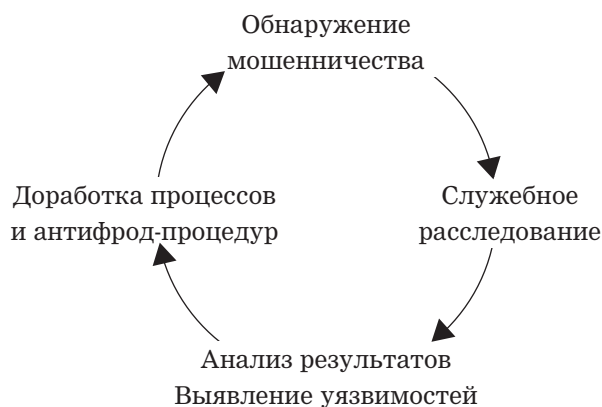 Обнаружение
мошенничества
Служебное
расследование
Анализ результатов
Выявление уязвимостей
Доработка процессов
и антифрод-процедур